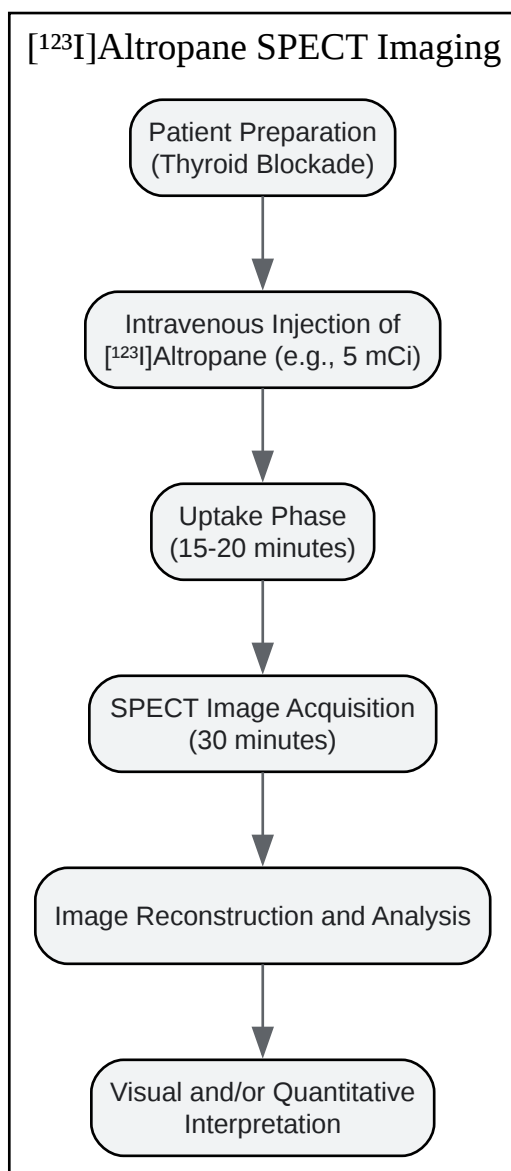 [¹²³I]Altropane SPECT Imaging
Patient Preparation
(Thyroid Blockade)
Intravenous Injection of
[¹²³I]Altropane (e.g., 5 mCi)
Uptake Phase
(15-20 minutes)
SPECT Image Acquisition
(30 minutes)
Image Reconstruction and Analysis
Visual and/or Quantitative
Interpretation